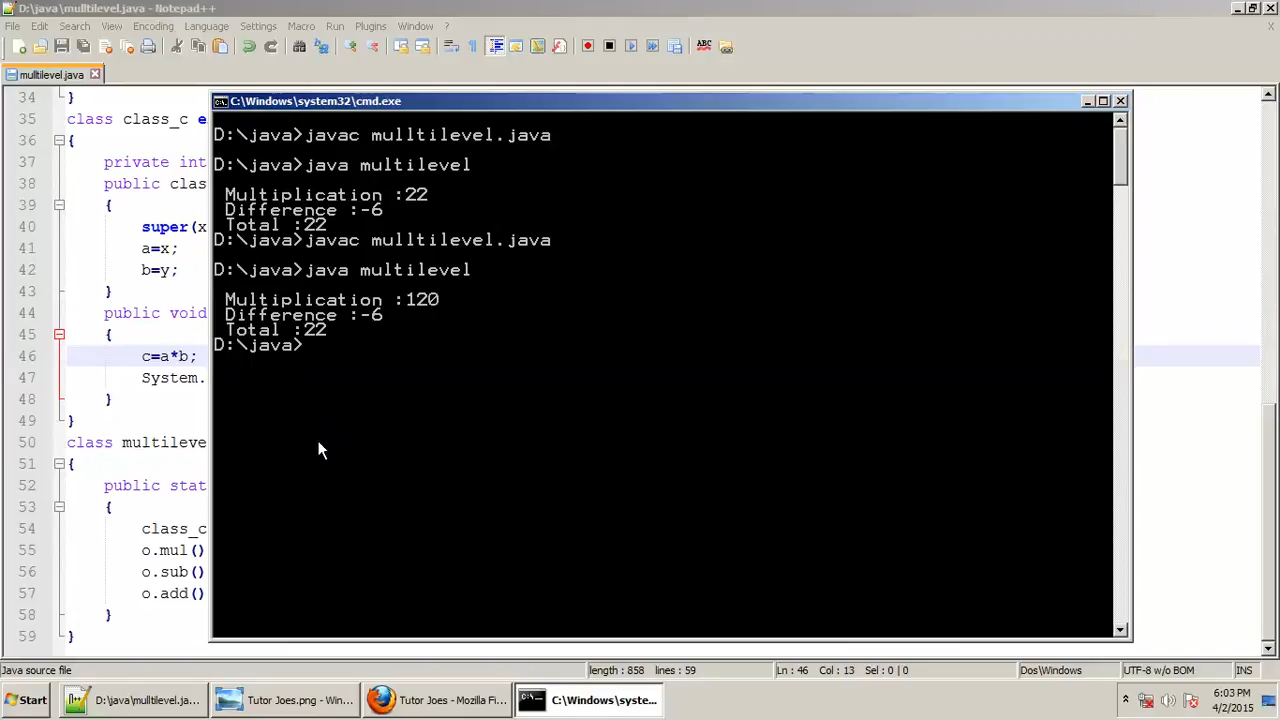 D:\java\mulltilevel.java - Notepad++
File Edit Search View Encoding Language Settings Macro Run Plugins Window ? X
mulltilevel.java
34 }
35 class class_c e
36 {
37 private int
38 public clas
39 {
40 super(x
41 a=x;
42 b=y;
43 }
44 public void
45 {
46 c=a*b;
47 System.
48 }
49 }
50 class multileve
51 {
52 public stat
53 {
54 class_c
55 o.mul()
56 o.sub()
57 o.add()
58 }
59 }
C:\Windows\system32\cmd.exe
D:\java>javac mulltilevel.java
D:\java>java multilevel
Multiplication :22
Difference :-6
Total :22
D:\java>javac mulltilevel.java
D:\java>java multilevel
Multiplication :120
Difference :-6
Total :22
D:\java>
Java source file length : 858 lines : 59 Ln : 46 Col : 13 Sel : 0 | 0 Dos\Windows UTF-8 w/o BOM INS
Start D:\java\mulltilevel.ja... Tutor Joes.png - Win... Tutor Joes - Mozilla Fi... C:\Windows\syste... 6:03 PM
4/2/2015